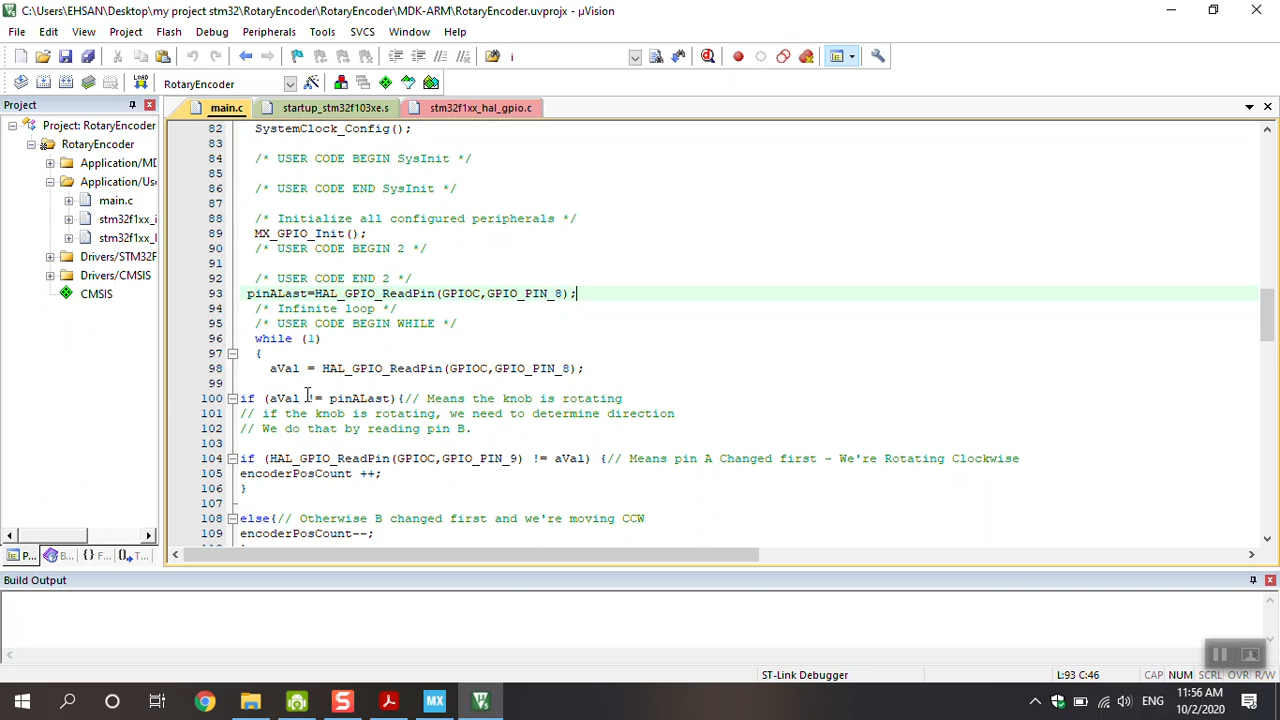 C:\Users\EHSAN\Desktop\my project stm32\RotaryEncoder\RotaryEncoder\MDK-ARM\RotaryEncoder.uvprojx - µVision
File Edit View Project Flash Debug Peripherals Tools SVCS Window Help
i
LOAD RotaryEncoder
Project
main.c startup_stm32f103xe.s stm32f1xx_hal_gpio.c
Project: RotaryEncoder
RotaryEncoder
Application/MD
Application/Use
main.c
stm32f1xx_i
stm32f1xx_l
Drivers/STM32
Drivers/CMSIS
CMSIS
82 SystemClock_Config();
83
84 /* USER CODE BEGIN SysInit */
85
86 /* USER CODE END SysInit */
87
88 /* Initialize all configured peripherals */
89 MX_GPIO_Init();
90 /* USER CODE BEGIN 2 */
91
92 /* USER CODE END 2 */
93 pinALast=HAL_GPIO_ReadPin(GPIOC,GPIO_PIN_8);
94 /* Infinite loop */
95 /* USER CODE BEGIN WHILE */
96 while (1)
97 {
98 aVal = HAL_GPIO_ReadPin(GPIOC,GPIO_PIN_8);
99
100 if (aVal != pinALast){// Means the knob is rotating
101 // if the knob is rotating, we need to determine direction
102 // We do that by reading pin B.
103
104 if (HAL_GPIO_ReadPin(GPIOC,GPIO_PIN_9) != aVal) {// Means pin A Changed first - We're Rotating Clockwise
105 encoderPosCount ++;
106 }
107
108 else{// Otherwise B changed first and we're moving CCW
109 encoderPosCount--;
P... B... {} F... T...
Build Output
ST-Link Debugger L:93 C:46 CAP NUM SCRL OVR R/W
MX ENG 11:56 AM
10/2/2020